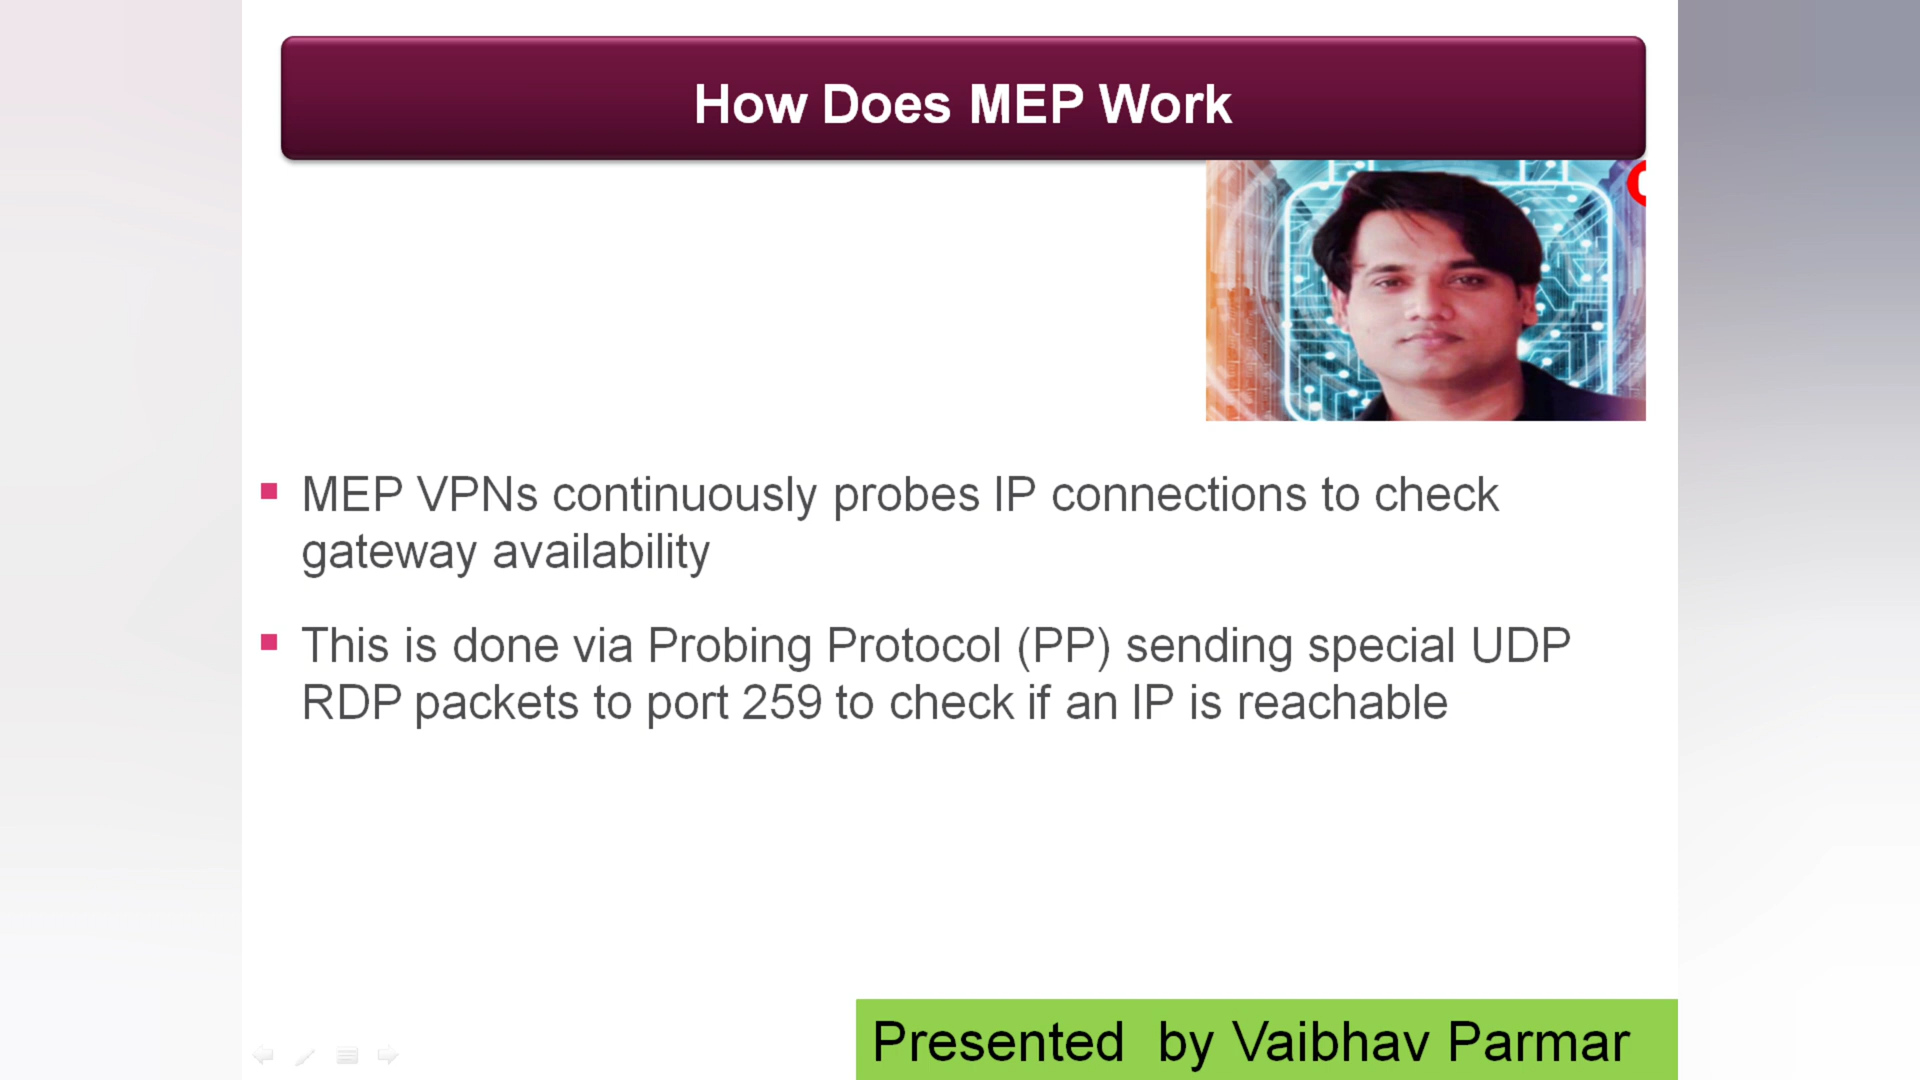 How Does MEP Work
MEP VPNs continuously probes IP connections to check
gateway availability
This is done via Probing Protocol (PP) sending special UDP
RDP packets to port 259 to check if an IP is reachable
Presented by Vaibhav Parmar